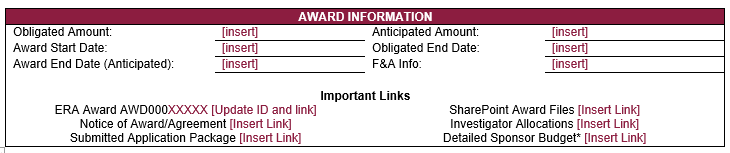 AWARD INFORMATION
Obligated Amount: [insert] Anticipated Amount: [insert]
Award Start Date: [insert] Obligated End Date: [insert]
Award End Date (Anticipated): [insert] F&A Info: [insert]
Important Links
ERA Award AWD000XXXXX [Update ID and link] SharePoint Award Files [Insert Link]
Notice of Award/Agreement [Insert Link] Investigator Allocations [Insert Link]
Submitted Application Package [Insert Link] Detailed Sponsor Budget* [Insert Link]